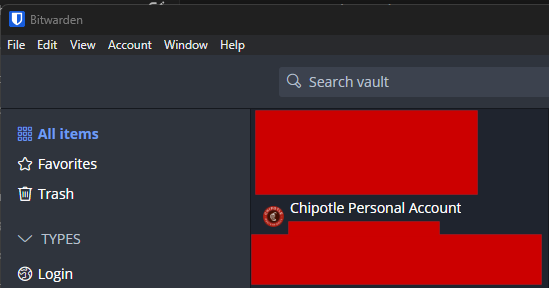 Bitwarden
File Edit View Account Window Help
Search vault
All items
Favorites
Trash
Chipotle Personal Account
TYPES
Login